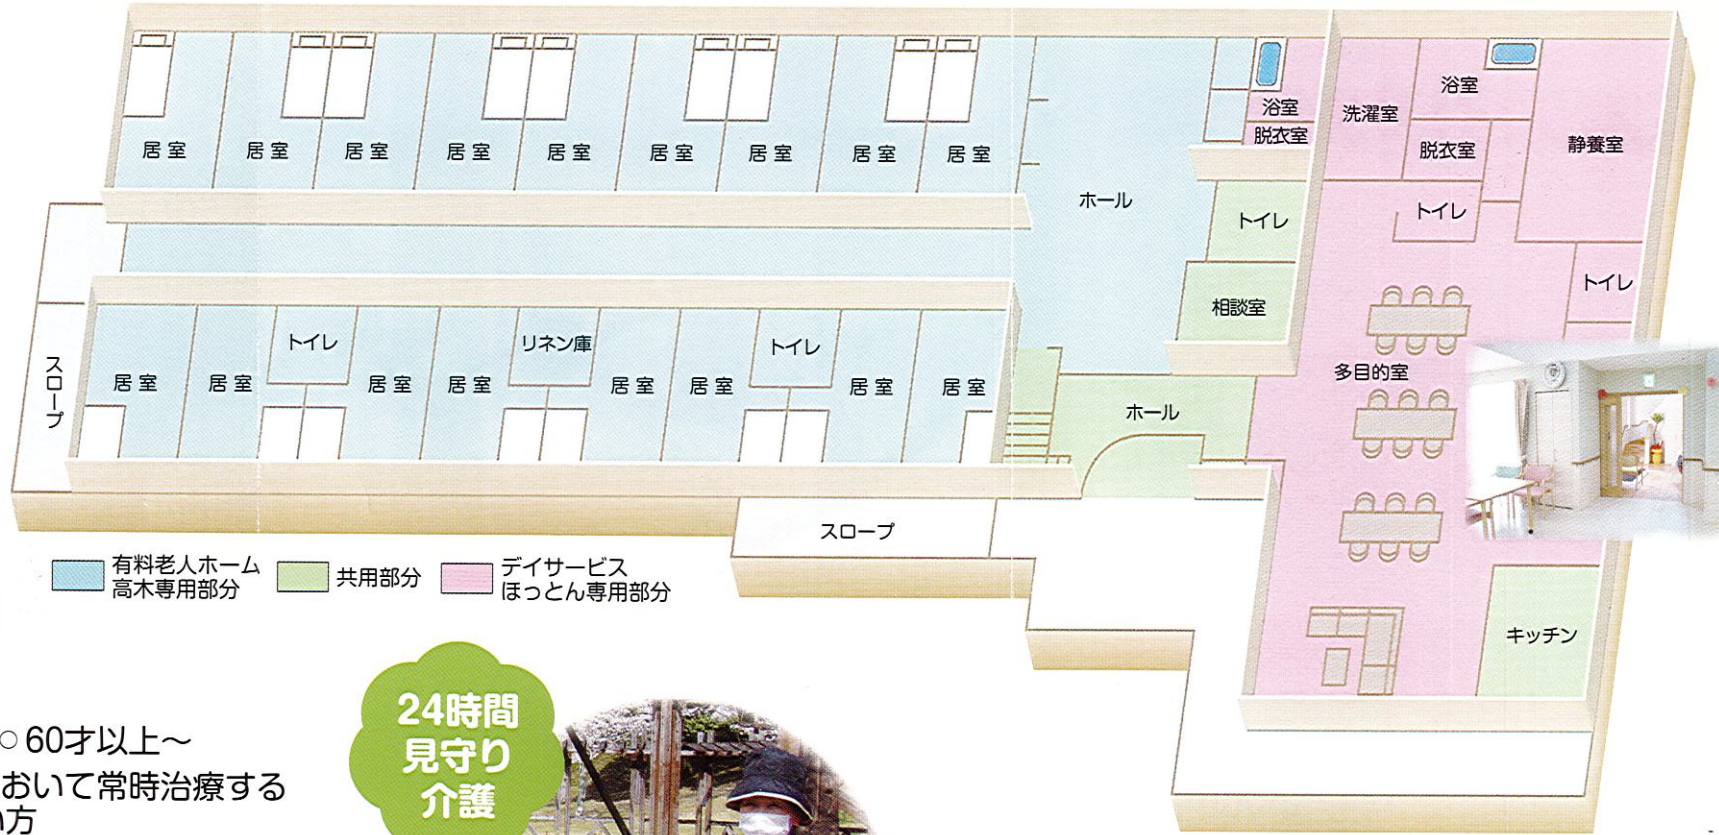 居室 居室 居室 居室 居室 居室 居室 居室 居室
ホール
浴室
脱衣室
洗濯室
浴室
脱衣室
静養室
トイレ
トイレ
トイレ
相談室
多目的室
スロープ
居室 居室 トイレ 居室 居室 リネン庫 居室 居室 トイレ 居室 居室
ホール
スロープ
キッチン
有料老人ホーム
高木専用部分
共用部分
デイサービス
ほっとん専用部分
24時間
見守り
介護
○60才以上～
おいて常時治療する
い方